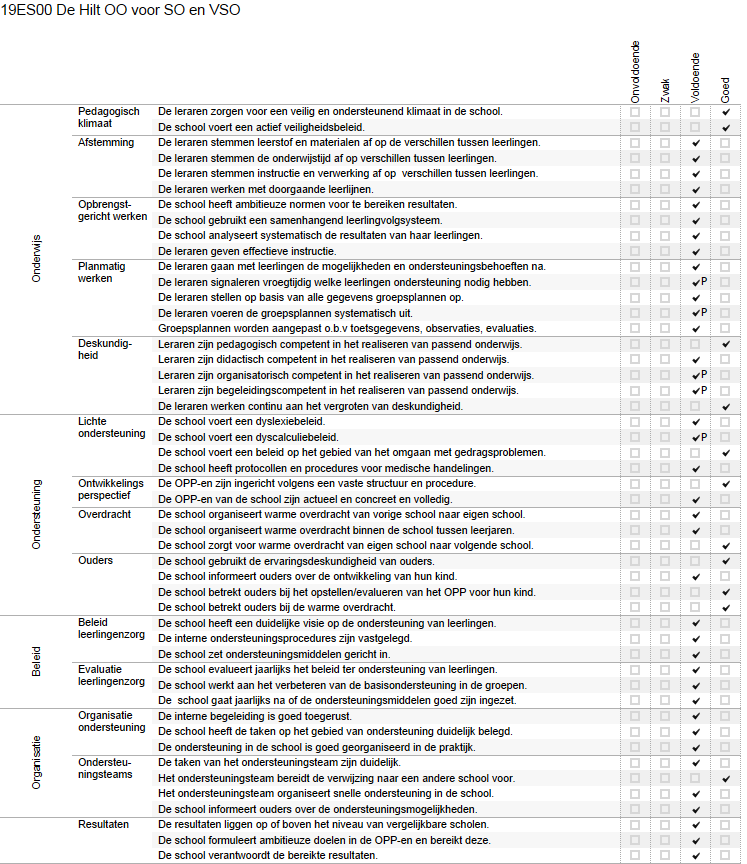 19ES00 De Hilt OO voor SO en VSO
Onvoldoende Zwak Voldoende Goed
Onderwijs
Pedagogisch klimaat
De leraren zorgen voor een veilig en ondersteunend klimaat in de school.
De school voert een actief veiligheidsbeleid.
Afstemming
De leraren stemmen leerstof en materialen af op de verschillen tussen leerlingen.
De leraren stemmen de onderwijstijd af op verschillen tussen leerlingen.
De leraren stemmen instructie en verwerking af op verschillen tussen leerlingen.
De leraren werken met doorgaande leerlijnen.
Opbrengst-
gericht werken
De school heeft ambitieuze normen voor te bereiken resultaten.
De school gebruikt een samenhangend leerlingvolgsysteem.
De school analyseert systematisch de resultaten van haar leerlingen.
De leraren geven effectieve instructie.
Planmatig
werken
De leraren gaan met leerlingen de mogelijkheden en ondersteuningsbehoeften na.
De leraren signaleren vroegtijdig welke leerlingen ondersteuning nodig hebben. P
De leraren stellen op basis van alle gegevens groepsplannen op.
De leraren voeren de groepsplannen systematisch uit. P
Groepsplannen worden aangepast o.b.v toetsgegevens, observaties, evaluaties.
Deskundig-
heid
Leraren zijn pedagogisch competent in het realiseren van passend onderwijs.
Leraren zijn didactisch competent in het realiseren van passend onderwijs.
Leraren zijn organisatorisch competent in het realiseren van passend onderwijs. P
Leraren zijn begeleidingscompetent in het realiseren van passend onderwijs. P
De leraren werken continu aan het vergroten van deskundigheid.
Ondersteuning
Lichte
ondersteuning
De school voert een dyslexiebeleid.
De school voert een dyscalculiebeleid. P
De school voert een beleid op het gebied van het omgaan met gedragsproblemen.
De school heeft protocollen en procedures voor medische handelingen.
Ontwikkelings
perspectief
De OPP-en zijn ingericht volgens een vaste structuur en procedure.
De OPP-en van de school zijn actueel en concreet en volledig.
Overdracht
De school organiseert warme overdracht van vorige school naar eigen school.
De school organiseert warme overdracht binnen de school tussen leerjaren.
De school zorgt voor warme overdracht van eigen school naar volgende school.
Ouders
De school gebruikt de ervaringsdeskundigheid van ouders.
De school informeert ouders over de ontwikkeling van hun kind.
De school betrekt ouders bij het opstellen/evalueren van het OPP voor hun kind.
De school betrekt ouders bij de warme overdracht.
Beleid
Beleid
leerlingenzorg
De school heeft een duidelijke visie op de ondersteuning van leerlingen.
De interne ondersteuningsprocedures zijn vastgelegd.
De school zet ondersteuningsmiddelen gericht in.
Evaluatie
leerlingenzorg
De school evalueert jaarlijks het beleid ter ondersteuning van leerlingen.
De school werkt aan het verbeteren van de basisondersteuning in de groepen.
De school gaat jaarlijks na of de ondersteuningsmiddelen goed zijn ingezet.
Organisatie
Organisatie
ondersteuning
De interne begeleiding is goed toegerust.
De school heeft de taken op het gebied van ondersteuning duidelijk belegd.
De ondersteuning in de school is goed georganiseerd in de praktijk.
Ondersteu-
ningsteams
De taken van het ondersteuningsteam zijn duidelijk.
Het ondersteuningsteam bereidt de verwijzing naar een andere school voor.
Het ondersteuningsteam organiseert snelle ondersteuning in de school.
De school informeert ouders over de ondersteuningsmogelijkheden.
Resultaten
De resultaten liggen op of boven het niveau van vergelijkbare scholen.
De school formuleert ambitieuze doelen in de OPP-en en bereikt deze.
De school verantwoordt de bereikte resultaten.